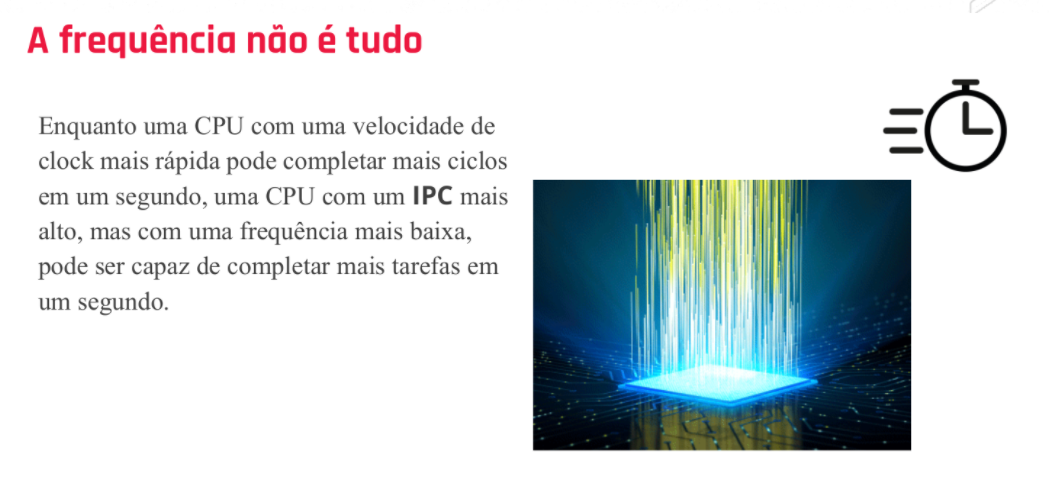 A frequência não é tudo
Enquanto uma CPU com uma velocidade de
clock mais rápida pode completar mais ciclos
em um segundo, uma CPU com um IPC mais
alto, mas com uma frequência mais baixa,
pode ser capaz de completar mais tarefas em
um segundo.